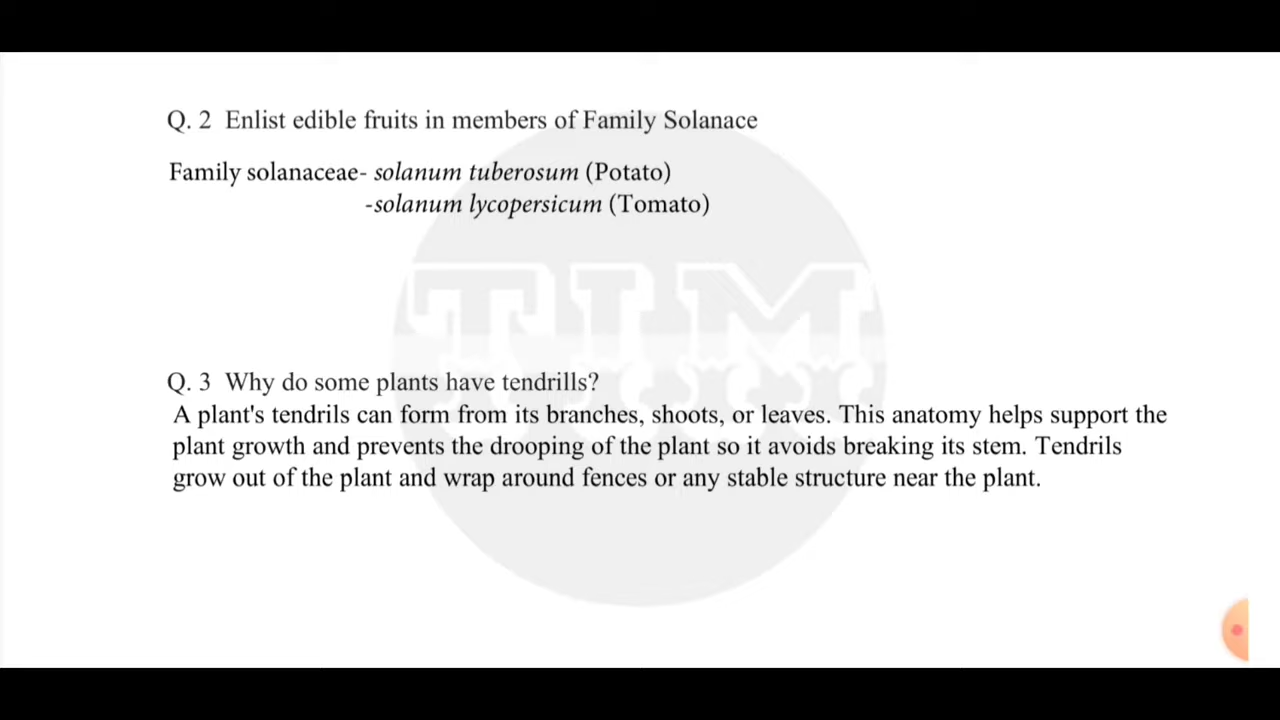 Q. 2 Enlist edible fruits in members of Family Solanace
Family solanaceae- solanum tuberosum (Potato)
-solanum lycopersicum (Tomato)
TIM
Q. 3 Why do some plants have tendrills?
A plant's tendrils can form from its branches, shoots, or leaves. This anatomy helps support the
plant growth and prevents the drooping of the plant so it avoids breaking its stem. Tendrils
grow out of the plant and wrap around fences or any stable structure near the plant.